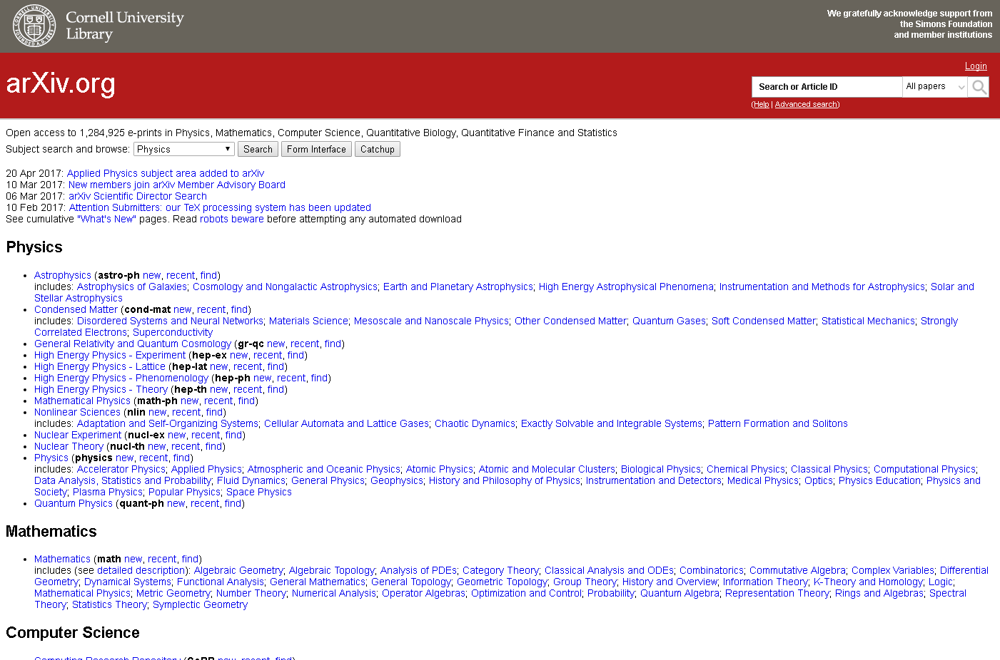 Cornell University
Library
We gratefully acknowledge support from
the Simons Foundation
and member institutions
arXiv.org
Login
Search or Article ID
All papers
(Help | Advanced search)
Open access to 1,284,925 e-prints in Physics, Mathematics, Computer Science, Quantitative Biology, Quantitative Finance and Statistics
Subject search and browse: Physics Search Form Interface Catchup
20 Apr 2017: Applied Physics subject area added to arXiv
10 Mar 2017: New members join arXiv Member Advisory Board
06 Mar 2017: arXiv Scientific Director Search
10 Feb 2017: Attention Submitters: our TeX processing system has been updated
See cumulative "What's New" pages. Read robots beware before attempting any automated download
Physics
Astrophysics (astro-ph new, recent, find)
includes: Astrophysics of Galaxies; Cosmology and Nongalactic Astrophysics; Earth and Planetary Astrophysics; High Energy Astrophysical Phenomena; Instrumentation and Methods for Astrophysics; Solar and
Stellar Astrophysics
Condensed Matter (cond-mat new, recent, find)
includes: Disordered Systems and Neural Networks; Materials Science; Mesoscale and Nanoscale Physics; Other Condensed Matter; Quantum Gases; Soft Condensed Matter; Statistical Mechanics; Strongly
Correlated Electrons; Superconductivity
General Relativity and Quantum Cosmology (gr-qc new, recent, find)
High Energy Physics - Experiment (hep-ex new, recent, find)
High Energy Physics - Lattice (hep-lat new, recent, find)
High Energy Physics - Phenomenology (hep-ph new, recent, find)
High Energy Physics - Theory (hep-th new, recent, find)
Mathematical Physics (math-ph new, recent, find)
Nonlinear Sciences (nlin new, recent, find)
includes: Adaptation and Self-Organizing Systems; Cellular Automata and Lattice Gases; Chaotic Dynamics; Exactly Solvable and Integrable Systems; Pattern Formation and Solitons
Nuclear Experiment (nucl-ex new, recent, find)
Nuclear Theory (nucl-th new, recent, find)
Physics (physics new, recent, find)
includes: Accelerator Physics; Applied Physics; Atmospheric and Oceanic Physics; Atomic Physics; Atomic and Molecular Clusters; Biological Physics; Chemical Physics; Classical Physics; Computational Physics;
Data Analysis, Statistics and Probability; Fluid Dynamics; General Physics; Geophysics; History and Philosophy of Physics; Instrumentation and Detectors; Medical Physics; Optics; Physics Education; Physics and
Society; Plasma Physics; Popular Physics; Space Physics
Quantum Physics (quant-ph new, recent, find)
Mathematics
Mathematics (math new, recent, find)
includes (see detailed description): Algebraic Geometry; Algebraic Topology; Analysis of PDEs; Category Theory; Classical Analysis and ODEs; Combinatorics; Commutative Algebra; Complex Variables; Differential
Geometry; Dynamical Systems; Functional Analysis; General Mathematics; General Topology; Geometric Topology; Group Theory; History and Overview; Information Theory; K-Theory and Homology; Logic;
Mathematical Physics; Metric Geometry; Number Theory; Numerical Analysis; Operator Algebras; Optimization and Control; Probability; Quantum Algebra; Representation Theory; Rings and Algebras; Spectral
Theory; Statistics Theory; Symplectic Geometry
Computer Science
Computing Research Repository (CoRR new, recent, find)